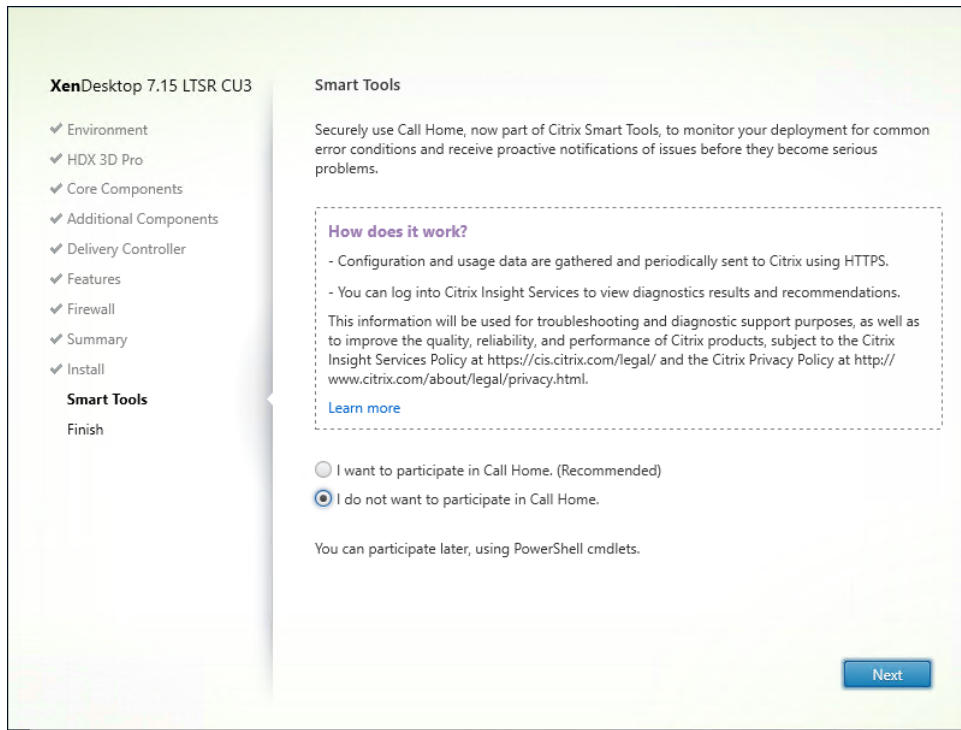 XenDesktop 7.15 LTSR CU3
Environment
HDX 3D Pro
Core Components
Additional Components
Delivery Controller
Features
Firewall
Summary
Install
Smart Tools
Finish
Smart Tools
Securely use Call Home, now part of Citrix Smart Tools, to monitor your deployment for common
error conditions and receive proactive notifications of issues before they become serious
problems.
How does it work?
- Configuration and usage data are gathered and periodically sent to Citrix using HTTPS.
- You can log into Citrix Insight Services to view diagnostics results and recommendations.
This information will be used for troubleshooting and diagnostic support purposes, as well as
to improve the quality, reliability, and performance of Citrix products, subject to the Citrix
Insight Services Policy at https://cis.citrix.com/legal/ and the Citrix Privacy Policy at http://
www.citrix.com/about/legal/privacy.html.
Learn more
I want to participate in Call Home. (Recommended)
I do not want to participate in Call Home.
You can participate later, using PowerShell cmdlets.
Next